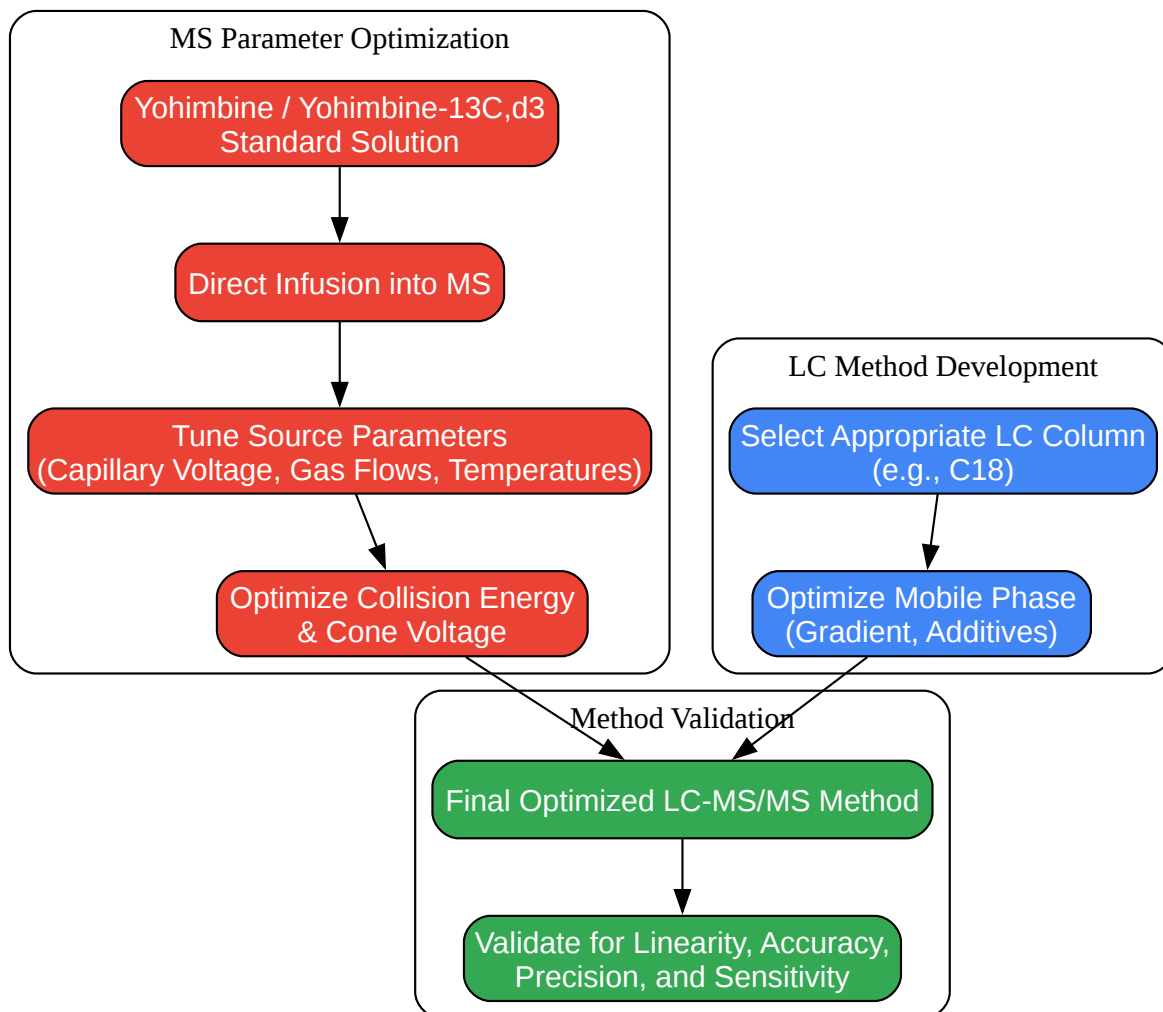 MS Parameter Optimization
Yohimbine / Yohimbine-13C,d3
Standard Solution
Direct Infusion into MS
Tune Source Parameters
(Capillary Voltage, Gas Flows, Temperatures)
Optimize Collision Energy
& Cone Voltage
LC Method Development
Select Appropriate LC Column
(e.g., C18)
Optimize Mobile Phase
(Gradient, Additives)
Method Validation
Final Optimized LC-MS/MS Method
Validate for Linearity, Accuracy,
Precision, and Sensitivity